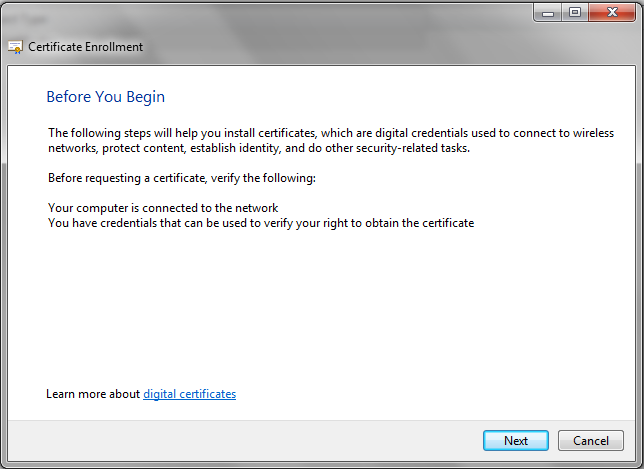 Certificate Enrollment
Before You Begin
The following steps will help you install certificates, which are digital credentials used to connect to wireless
networks, protect content, establish identity, and do other security-related tasks.
Before requesting a certificate, verify the following:
Your computer is connected to the network
You have credentials that can be used to verify your right to obtain the certificate
Learn more about digital certificates
Next
Cancel